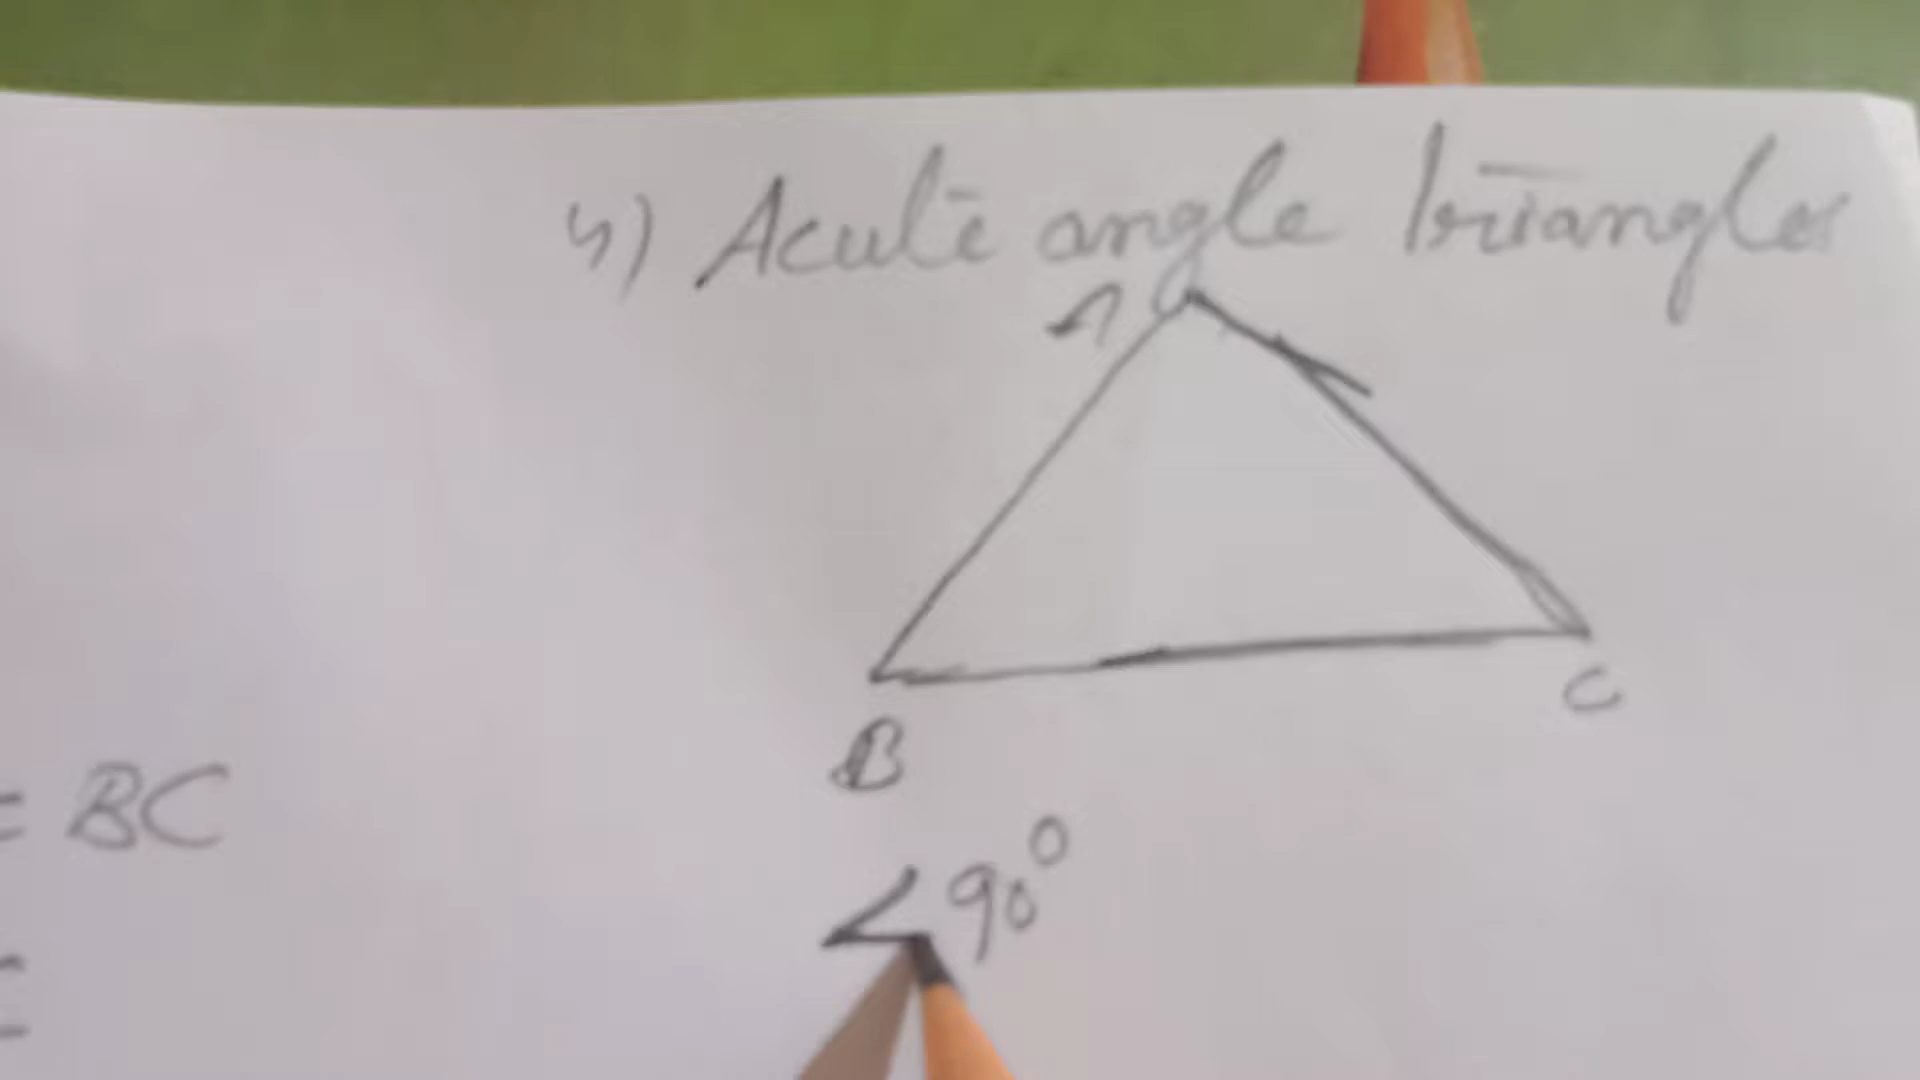 4) Acute angle triangles
A
B
C
= BC
<90°
=